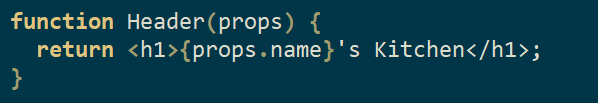 function Header(props) {
  return <h1>{props.name}'s Kitchen</h1>;
}